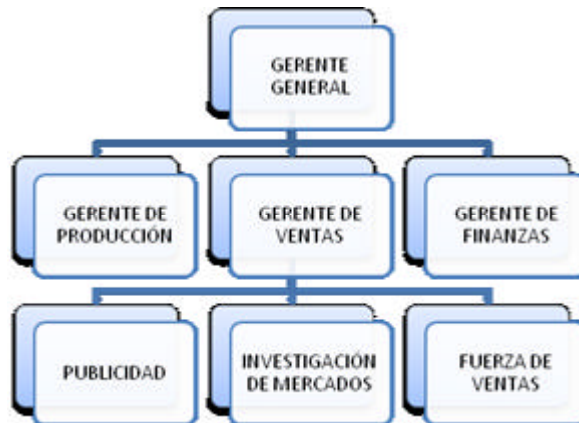 GERENTE
GENERAL
GERENTE DE
PRODUCCIÓN
GERENTE DE
VENTAS
GERENTE DE
FINANZAS
PUBLICIDAD
INVESTIGACIÓN
DE MERCADOS
FUERZA DE
VENTAS